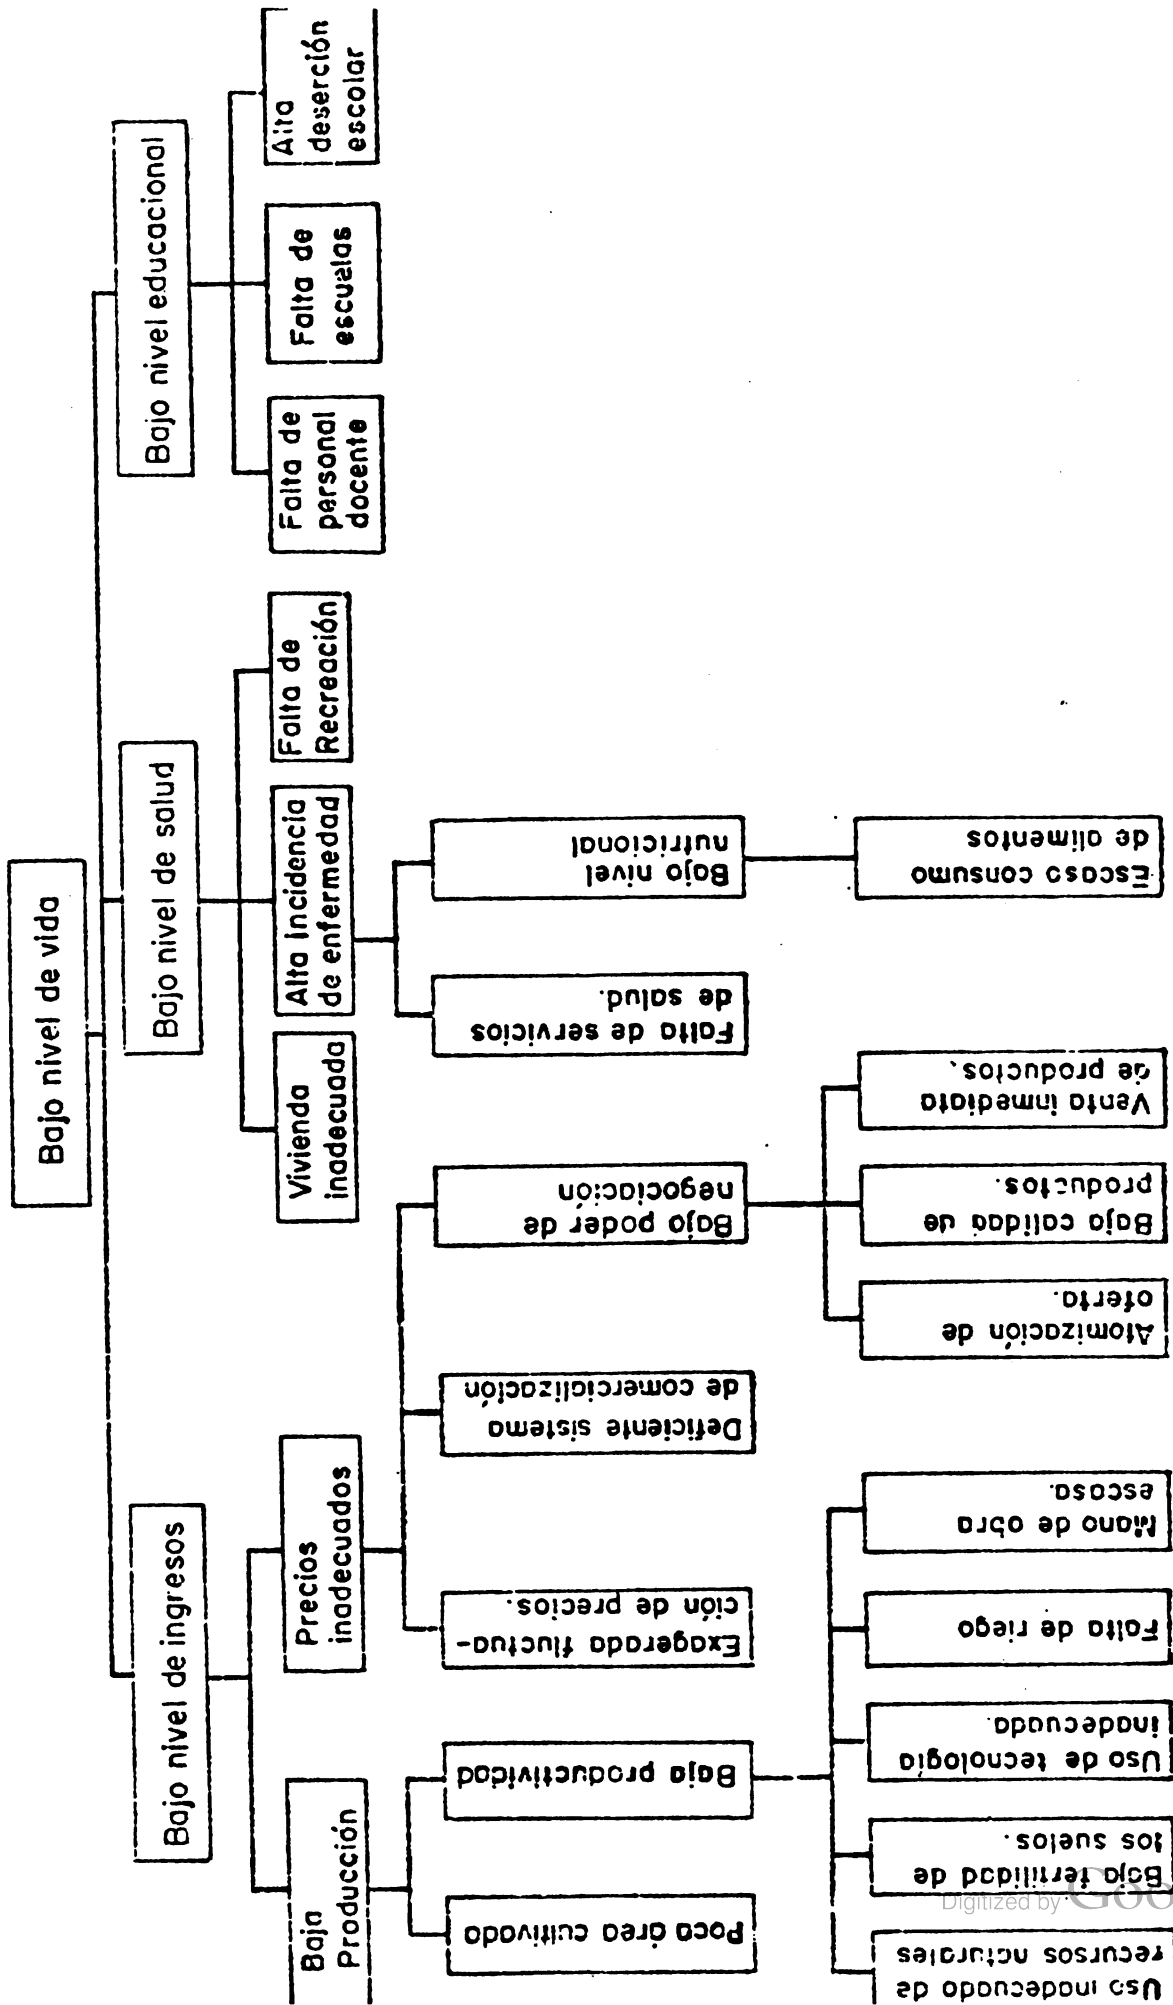 Bajo nivel de vida
Bajo nivel de ingresos
Bajo nivel de salud
Bajo nivel educacional
Baja
Producción
Precios
inadecuados
Vivienda
inadecuada
Alta incidencia
de enfermedad
Falta de
Recreación
Falta de
personal
docente
Falta de
escuelas
Alta
deserción
escolar
Poca área cultivada
Baja productividad
Exagerada fluctua-
ción de precios.
Deficiente sistema
de comercialización
Bajo poder de
negociación
Falta de servicios
de salud.
Bajo nivel
nutricional
Uso inadecuado de
recursos naturales
Baja fertilidad de
los suelos.
Uso de tecnología
inadecuada.
Falta de riego
Mano de obra
escasa.
Atomización de
oferta.
Baja calidad de
productos.
Venta inmediata
de productos.
Escaso consumo
de alimentos
Digitized by